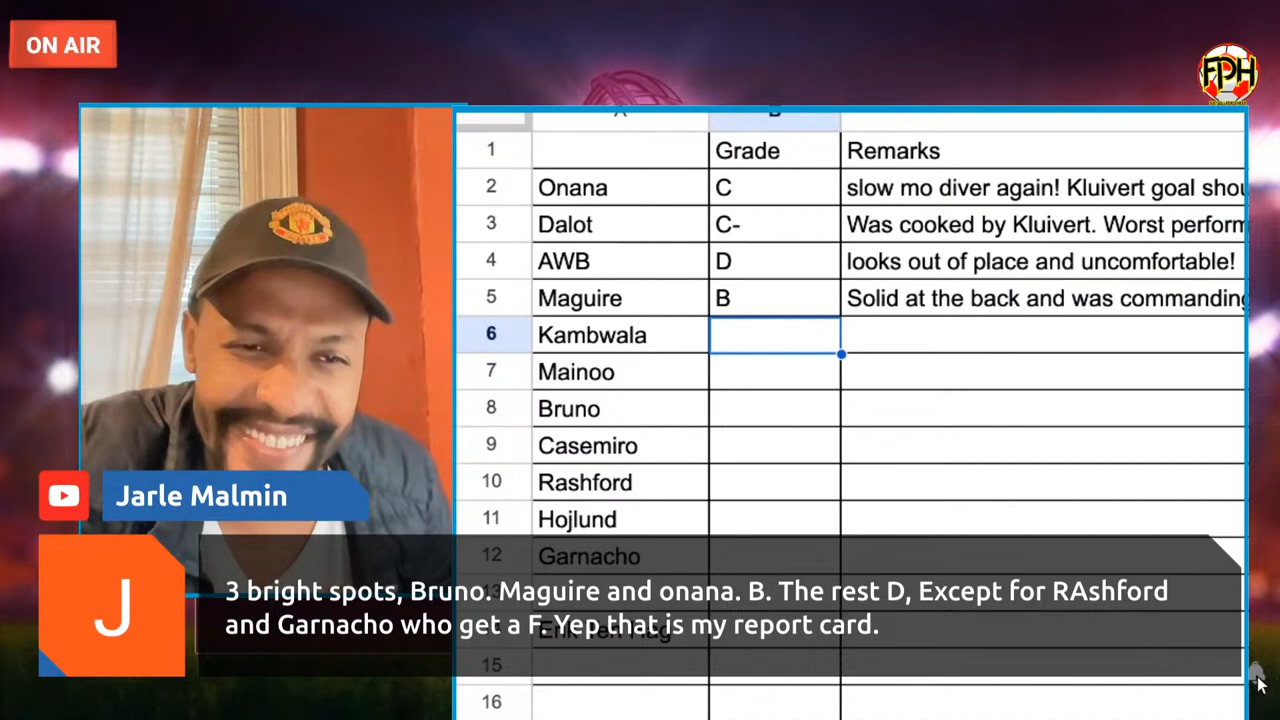 ON AIR
FPH
A B
1 Grade Remarks
2 Onana C slow mo diver again! Kluivert goal shou
3 Dalot C- Was cooked by Kluivert. Worst perform
4 AWB D looks out of place and uncomfortable!
5 Maguire B Solid at the back and was commanding
6 Kambwala
7 Mainoo
8 Bruno
9 Casemiro
10 Rashford
11 Hojlund
12 Garnacho
15
16
Jarle Malmin
J
3 bright spots, Bruno. Maguire and onana. B. The rest D, Except for RAshford
and Garnacho who get a F. Yep that is my report card.